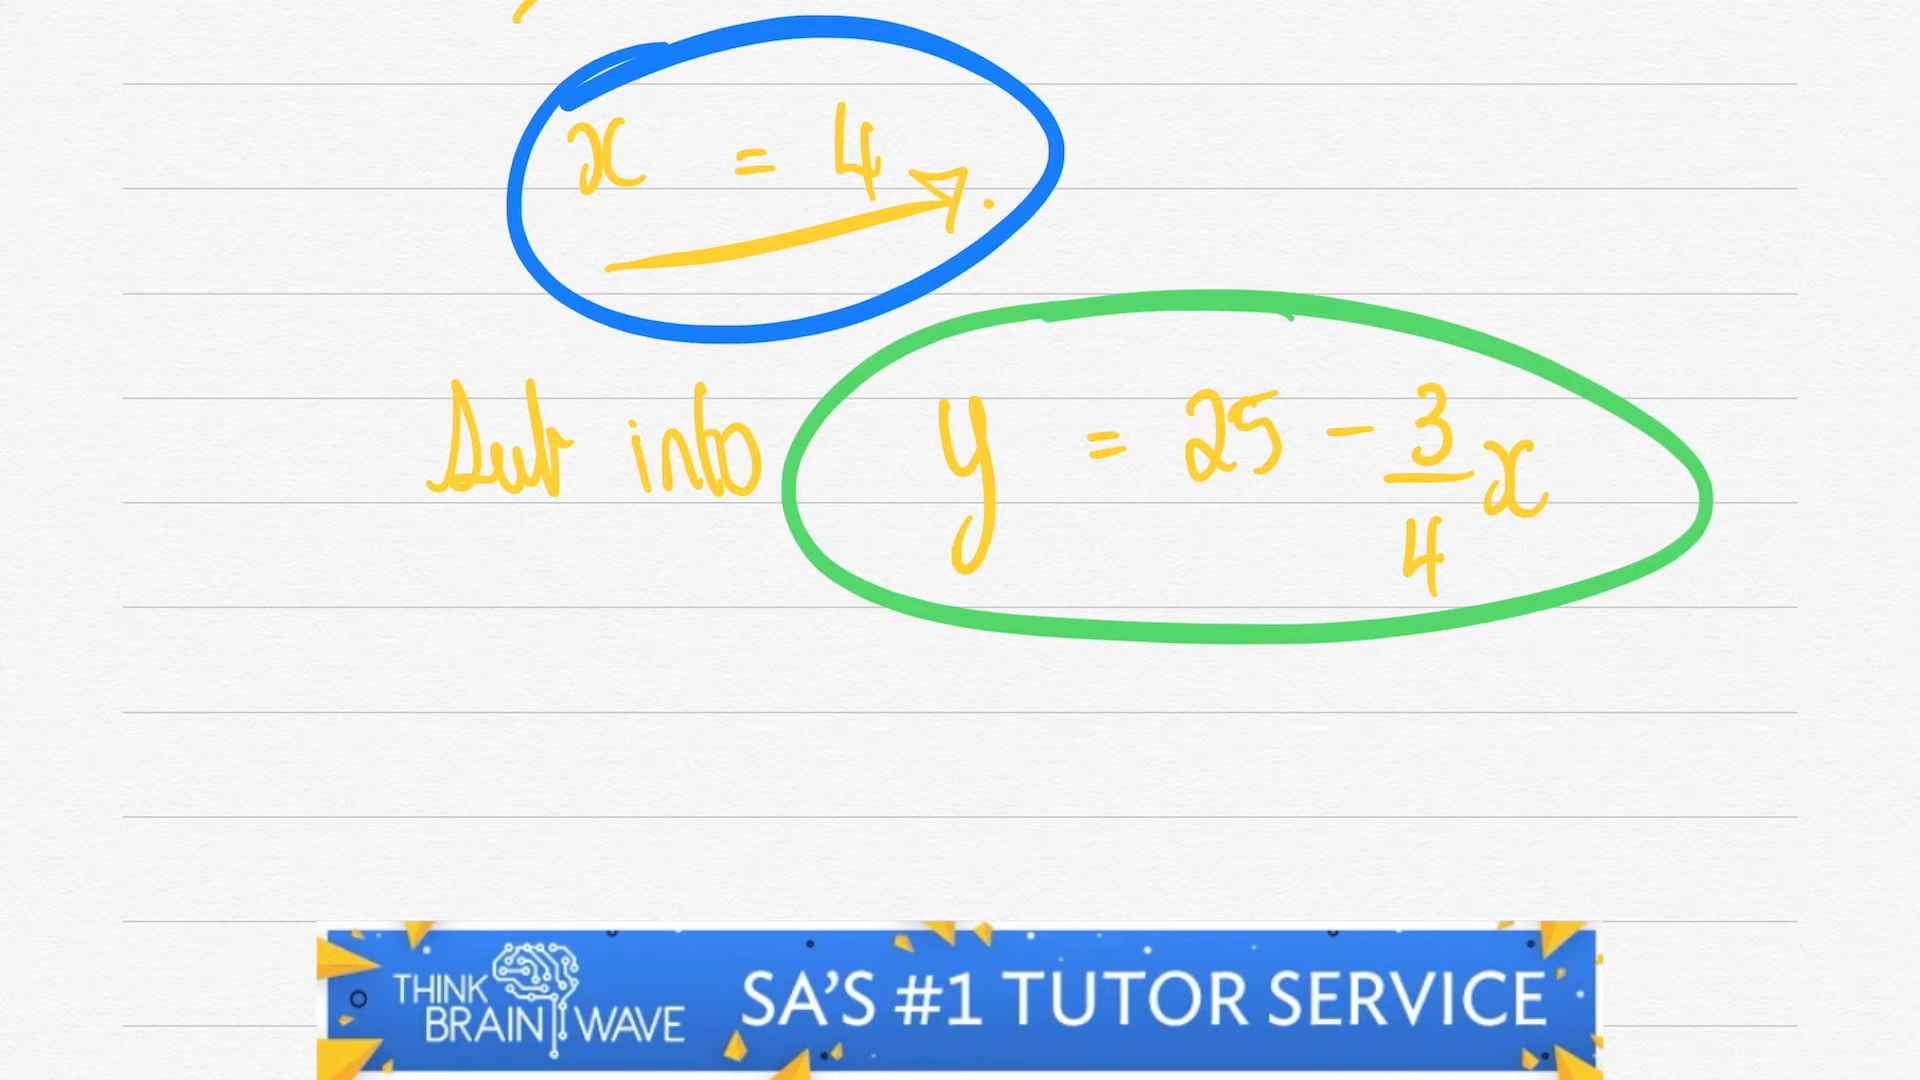 x = 4
Sub into y = 25 - 3/4 x
THINK BRAIN WAVE
SA'S #1 TUTOR SERVICE